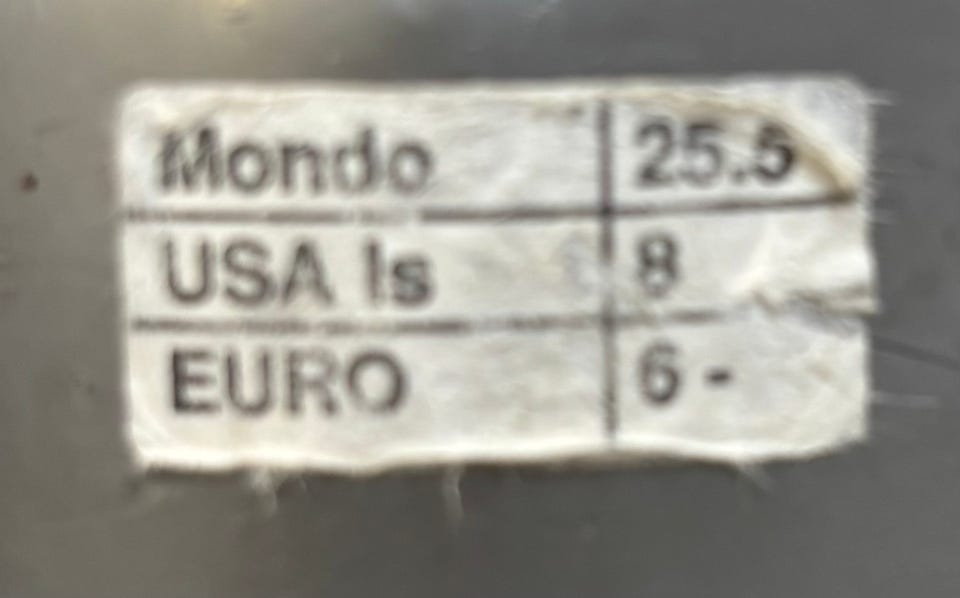 Mondo 25.5
USA ls 8
EURO 6 -